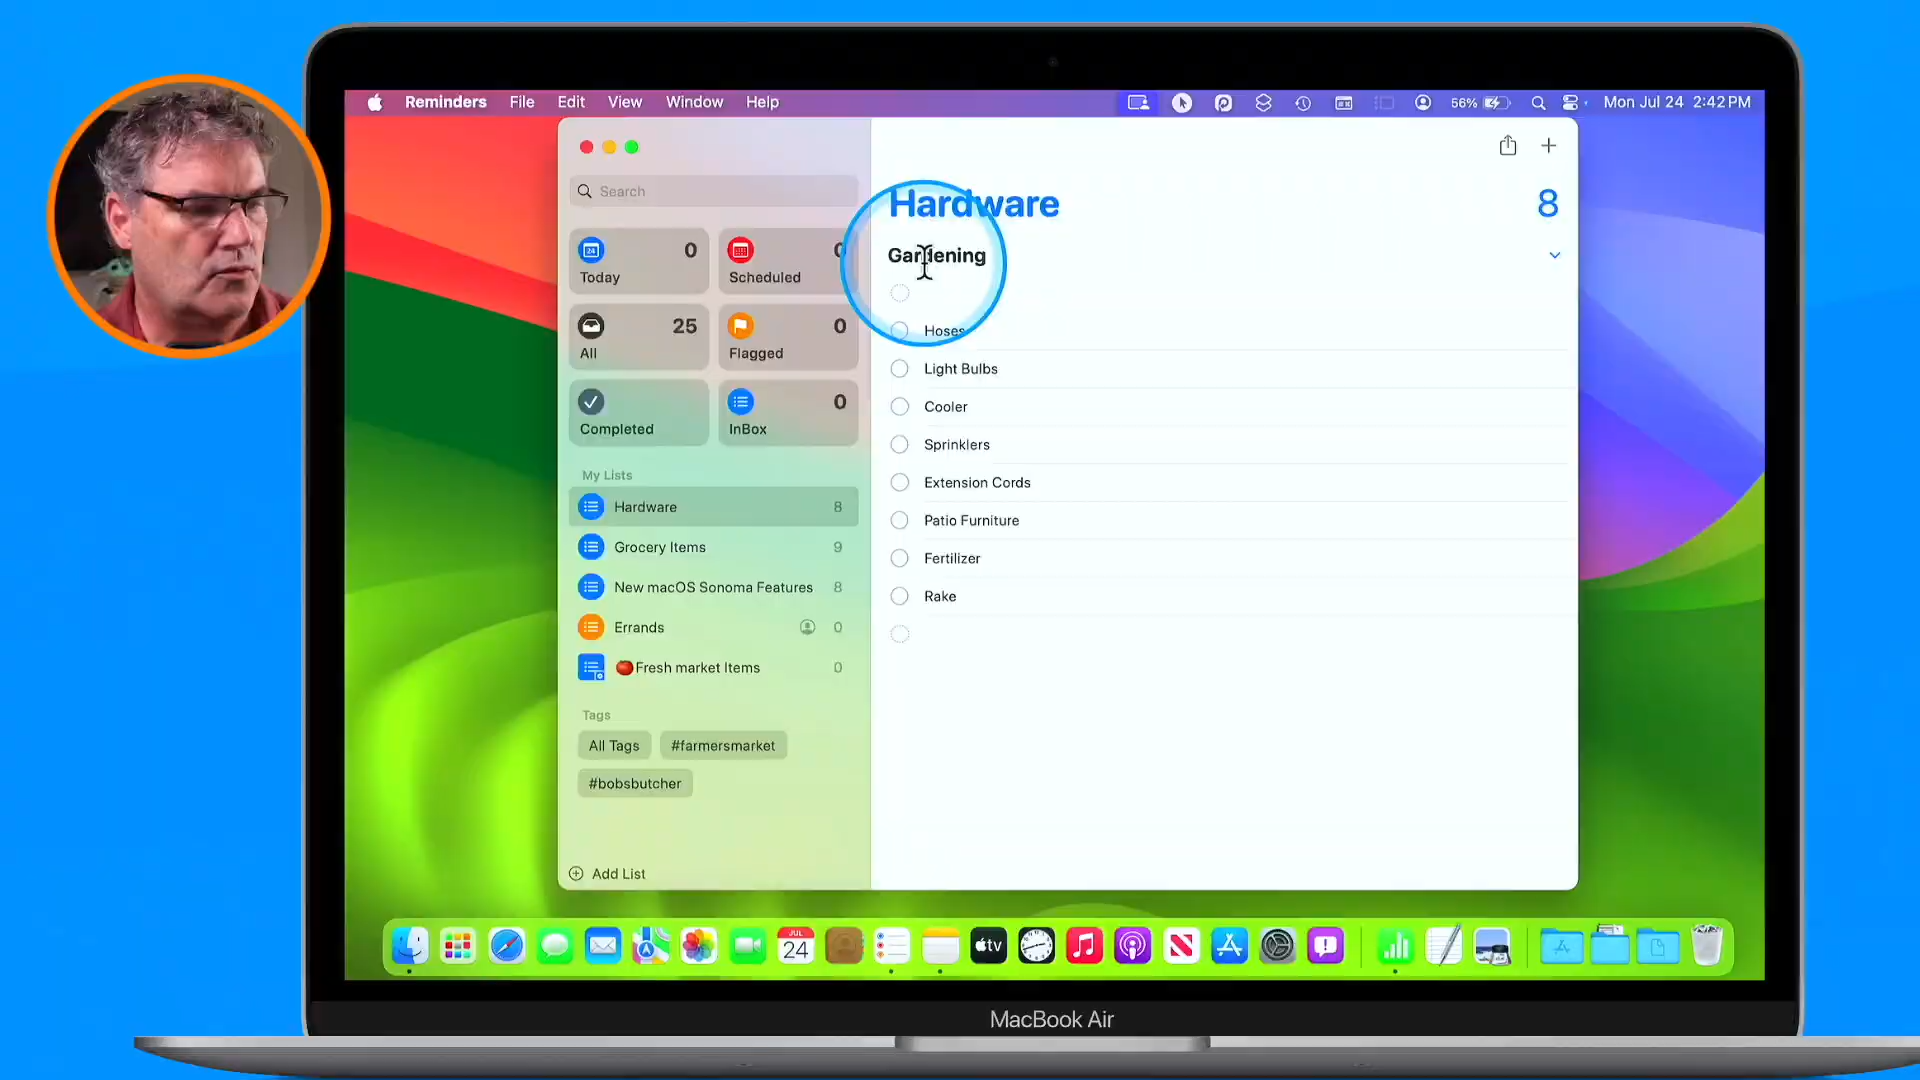 Reminders File Edit View Window Help 56% Mon Jul 24 2:42 PM
Search
24 0
Today
0
Scheduled
25
All
0
Flagged
Completed
0
InBox
My Lists
Hardware 8
Grocery Items 9
New macOS Sonoma Features 8
Errands 0
Fresh market Items 0
Tags
All Tags #farmersmarket
#bobsbutcher
Add List
Hardware 8
Gardening
Hoses
Light Bulbs
Cooler
Sprinklers
Extension Cords
Patio Furniture
Fertilizer
Rake
JUL
24
tv
MacBook Air